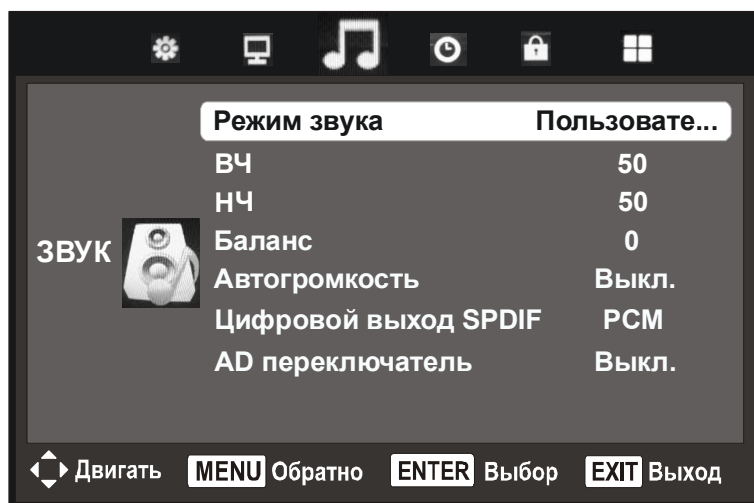 Режим звука Пользовате...
ВЧ 50
НЧ 50
ЗВУК
Баланс 0
Автогромкость Выкл.
Цифровой выход SPDIF PCM
AD переключатель Выкл.
Двигать MENU Обратно ENTER Выбор EXIT Выход